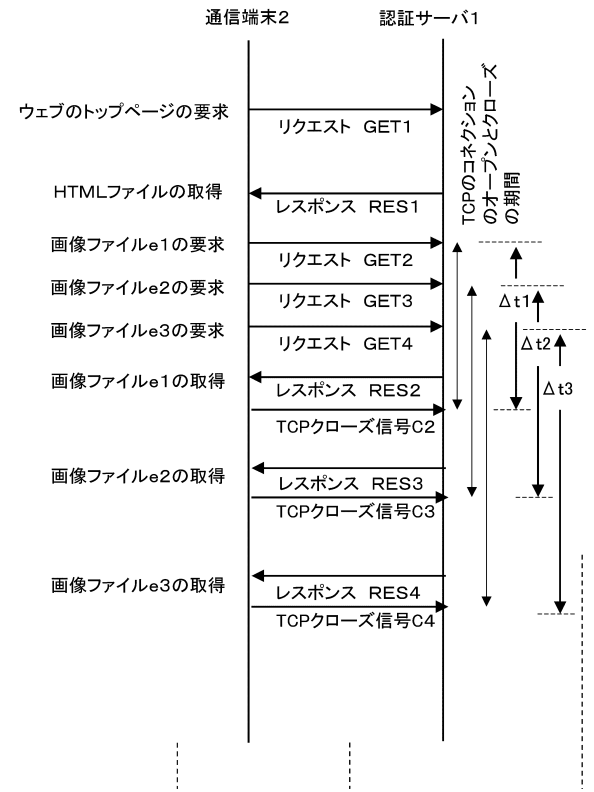 通信端末2 認証サーバ1
TCPのコネクション
のオープンとクローズ
の期間
ウェブのトップページの要求
リクエスト GET1
HTMLファイルの取得
レスポンス RES1
画像ファイルe1の要求
リクエスト GET2
画像ファイルe2の要求
リクエスト GET3
Δt1
画像ファイルe3の要求
リクエスト GET4
Δt2
画像ファイルe1の取得
レスポンス RES2
Δt3
TCPクローズ信号C2
画像ファイルe2の取得
レスポンス RES3
TCPクローズ信号C3
画像ファイルe3の取得
レスポンス RES4
TCPクローズ信号C4